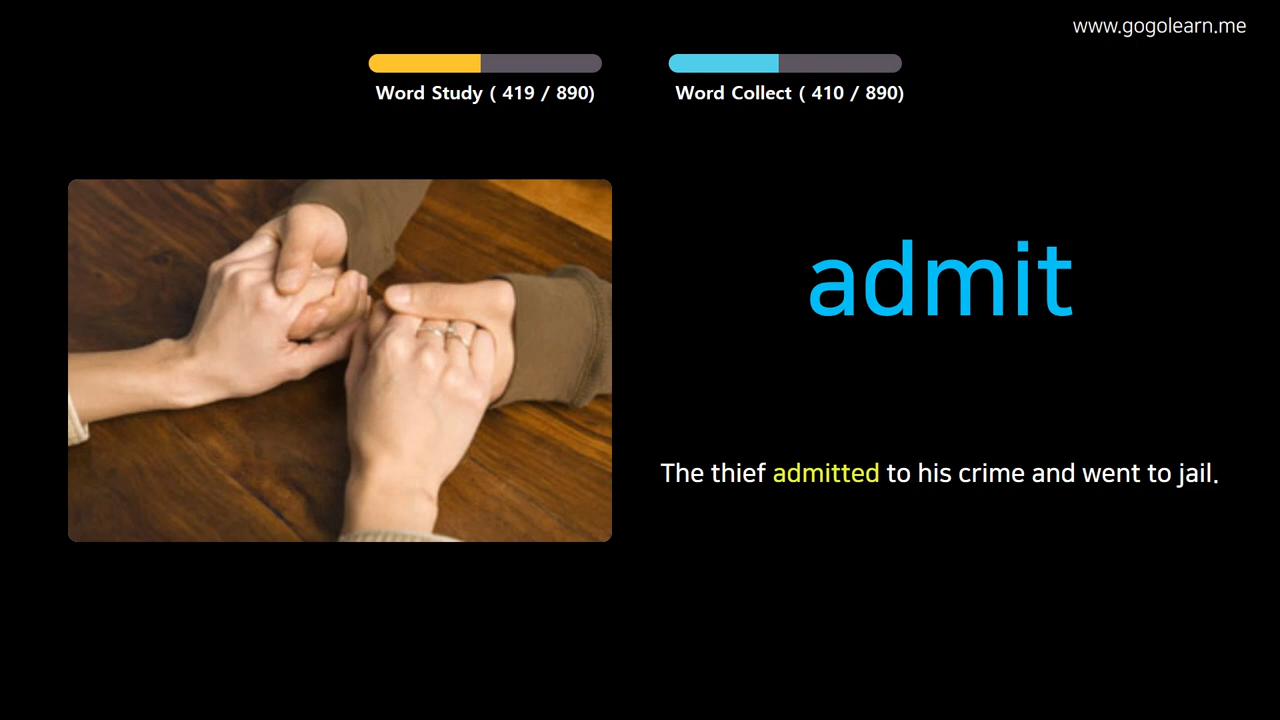 www.gogolearn.me
Word Study ( 419 / 890)
Word Collect ( 410 / 890)
admit
The thief admitted to his crime and went to jail.